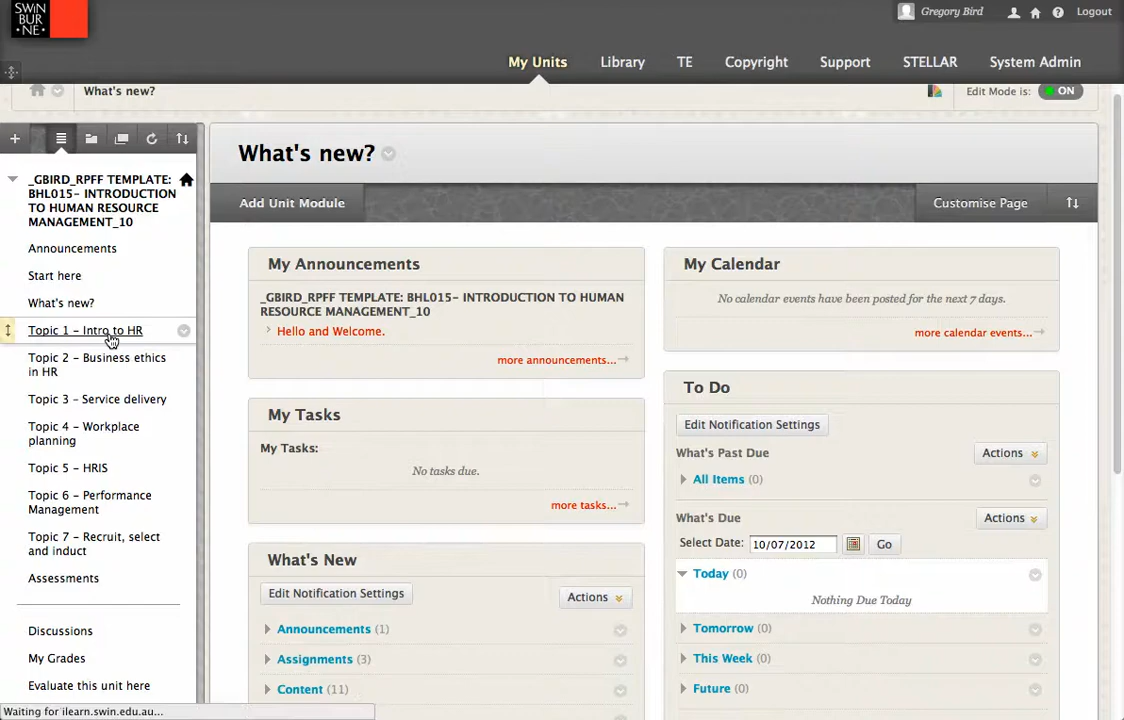 SWIN
BUR
•NE•
Gregory Bird
Logout
My Units
Library
TE
Copyright
Support
STELLAR
System Admin
What's new?
Edit Mode is:
ON
_GBIRD_RPFF TEMPLATE:
BHL015- INTRODUCTION
TO HUMAN RESOURCE
MANAGEMENT_10
Announcements
Start here
What's new?
Topic 1 - Intro to HR
Topic 2 - Business ethics
in HR
Topic 3 - Service delivery
Topic 4 - Workplace
planning
Topic 5 - HRIS
Topic 6 - Performance
Management
Topic 7 - Recruit, select
and induct
Assessments
Discussions
My Grades
Evaluate this unit here
Waiting for ilearn.swin.edu.au...
What's new?
Add Unit Module
Customise Page
My Announcements
_GBIRD_RPFF TEMPLATE: BHL015- INTRODUCTION TO HUMAN
RESOURCE MANAGEMENT_10
Hello and Welcome.
more announcements...
My Tasks
My Tasks:
No tasks due.
more tasks...
What's New
Edit Notification Settings
Actions
Announcements (1)
Assignments (3)
Content (11)
My Calendar
No calendar events have been posted for the next 7 days.
more calendar events...
To Do
Edit Notification Settings
What's Past Due
Actions
All Items (0)
What's Due
Actions
Select Date: 10/07/2012 Go
Today (0)
Nothing Due Today
Tomorrow (0)
This Week (0)
Future (0)